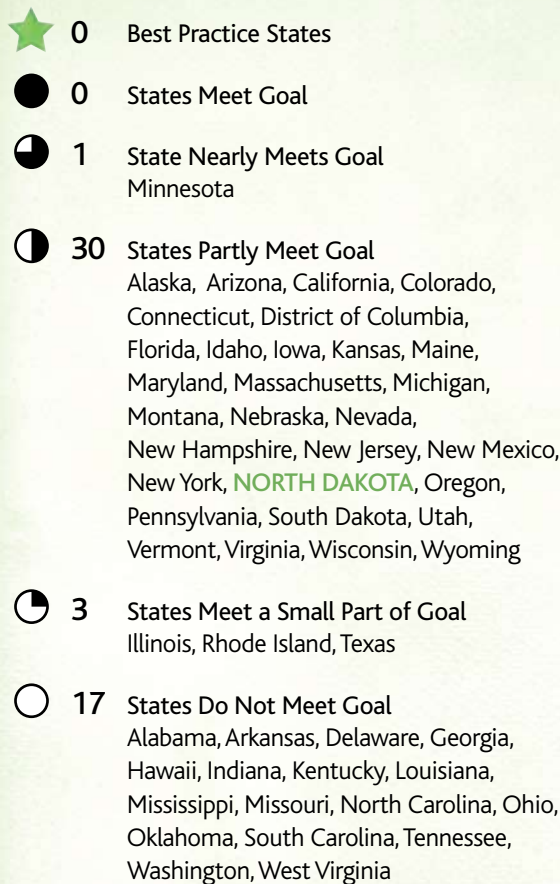 0 Best Practice States
0 States Meet Goal
1 State Nearly Meets Goal
Minnesota
30 States Partly Meet Goal
Alaska, Arizona, California, Colorado,
Connecticut, District of Columbia,
Florida, Idaho, Iowa, Kansas, Maine,
Maryland, Massachusetts, Michigan,
Montana, Nebraska, Nevada,
New Hampshire, New Jersey, New Mexico,
New York, NORTH DAKOTA, Oregon,
Pennsylvania, South Dakota, Utah,
Vermont, Virginia, Wisconsin, Wyoming
3 States Meet a Small Part of Goal
Illinois, Rhode Island, Texas
17 States Do Not Meet Goal
Alabama, Arkansas, Delaware, Georgia,
Hawaii, Indiana, Kentucky, Louisiana,
Mississippi, Missouri, North Carolina, Ohio,
Oklahoma, South Carolina, Tennessee,
Washington, West Virginia